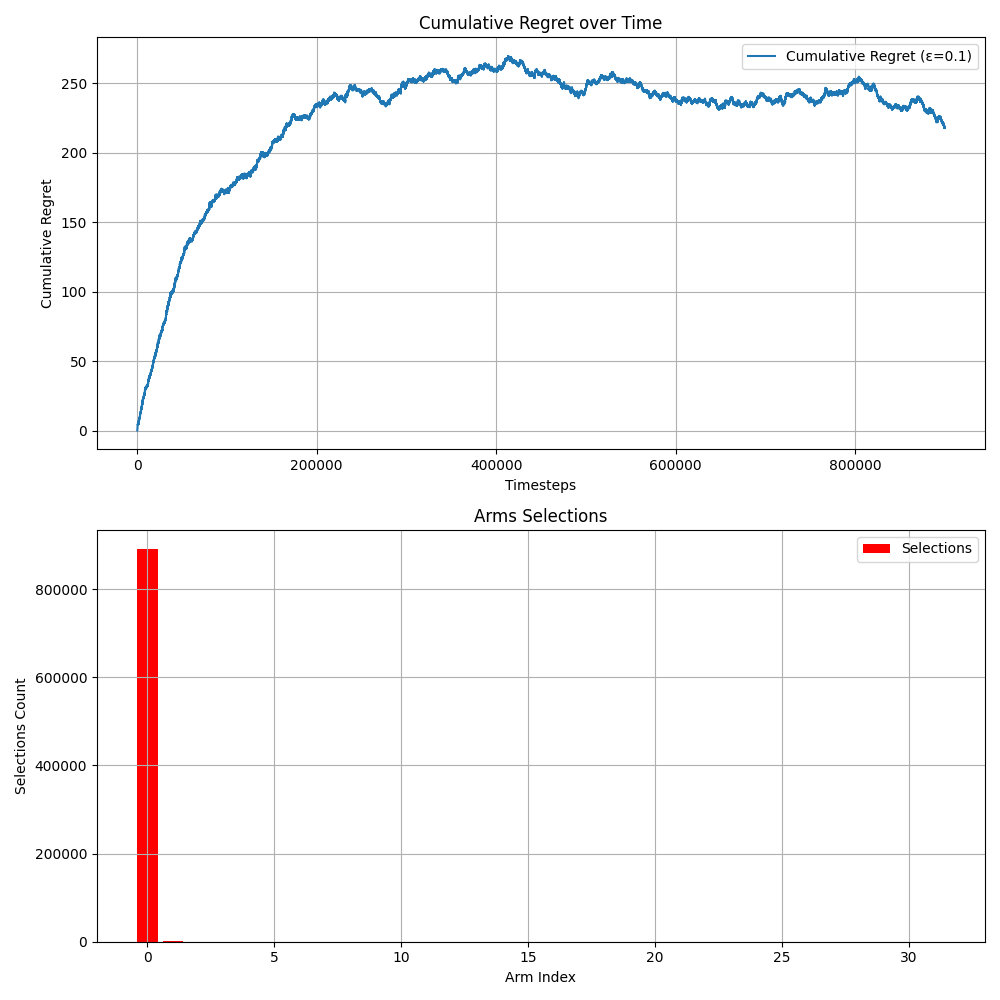 Cumulative Regret over Time
Cumulative Regret (ε=0.1)
250
200
150
100
50
0
Cumulative Regret
0 200000 400000 600000 800000
Timesteps
Arms Selections
Selections
800000
600000
400000
200000
0
Selections Count
0 5 10 15 20 25 30
Arm Index